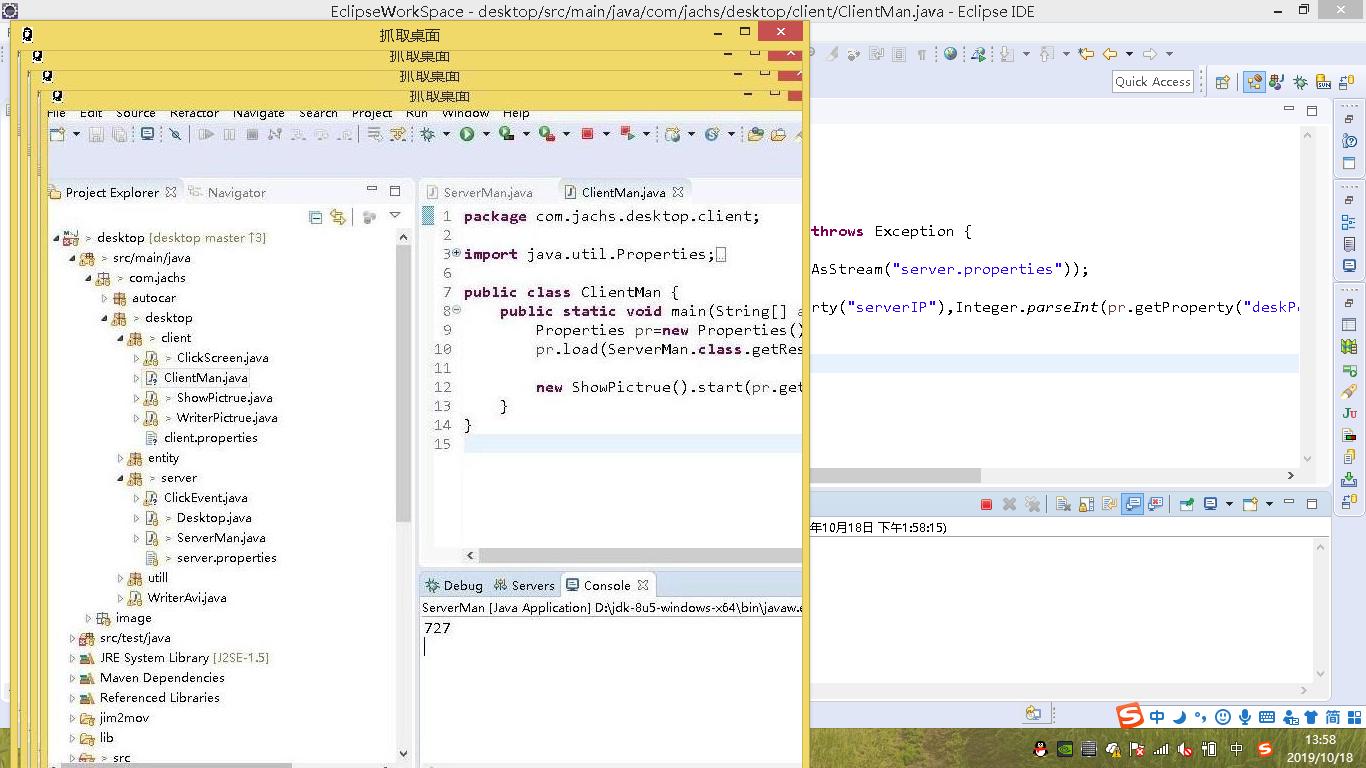 EclipseWorkSpace - desktop/src/main/java/com/jachs/desktop/client/ClientMan.java - Eclipse IDE
抓取桌面
抓取桌面
抓取桌面
抓取桌面
File Edit Source Refactor Navigate Search Project Run Window Help
Quick Access
Project Explorer Navigator
ServerMan.java ClientMan.java
> desktop [desktop master ↑3]
> src/main/java
> com.jachs
autocar
> desktop
> client
> ClickScreen.java
ClientMan.java
> ShowPictrue.java
> WriterPictrue.java
client.properties
entity
> server
ClickEvent.java
> Desktop.java
> ServerMan.java
> server.properties
utill
WriterAvi.java
image
src/test/java
JRE System Library [J2SE-1.5]
Maven Dependencies
Referenced Libraries
jim2mov
lib
> src
1 package com.jachs.desktop.client;
2
3 import java.util.Properties;
6
7 public class ClientMan {
8 public static void main(String[] a
9 Properties pr=new Properties()
10 pr.load(ServerMan.class.getRes
11
12 new ShowPictrue().start(pr.get
13 }
14 }
15
throws Exception {
AsStream("server.properties"));
rty("serverIP"),Integer.parseInt(pr.getProperty("deskP
Debug Servers Console
ServerMan [Java Application] D:\jdk-8u5-windows-x64\bin\javaw.e
年10月18日 下午1:58:15)
727
中 简
中
13:58
2019/10/18